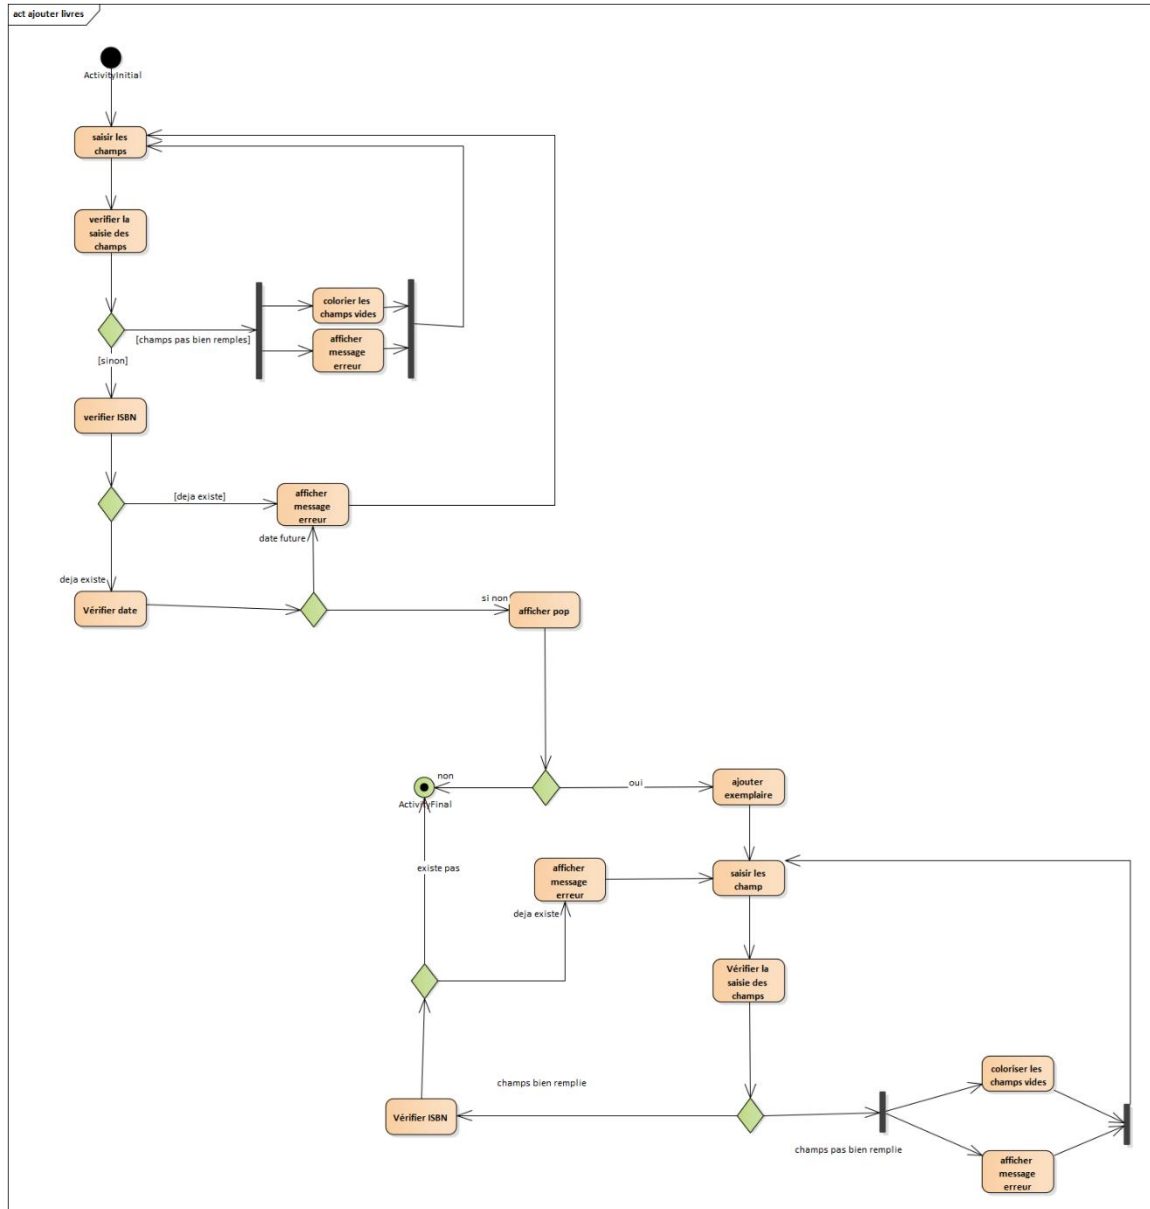 act ajouter livres
ActivityInitial
saisir les
champs
verifier la
saisie des
champs
colorier les
champs vides
[champs pas bien remples]
afficher
message
erreur
[sinon]
verifier ISBN
[deja existe]
afficher
message
erreur
date future
deja existe
Vérifier date
si non
afficher pop
non
oui
ajouter
exemplaire
ActivityFinal
existe pas
afficher
message
erreur
saisir les
champ
deja existe
Vérifier la
saisie des
champs
coloriser les
champs vides
champs bien remplie
Vérifier ISBN
champs pas bien remplie
afficher
message
erreur